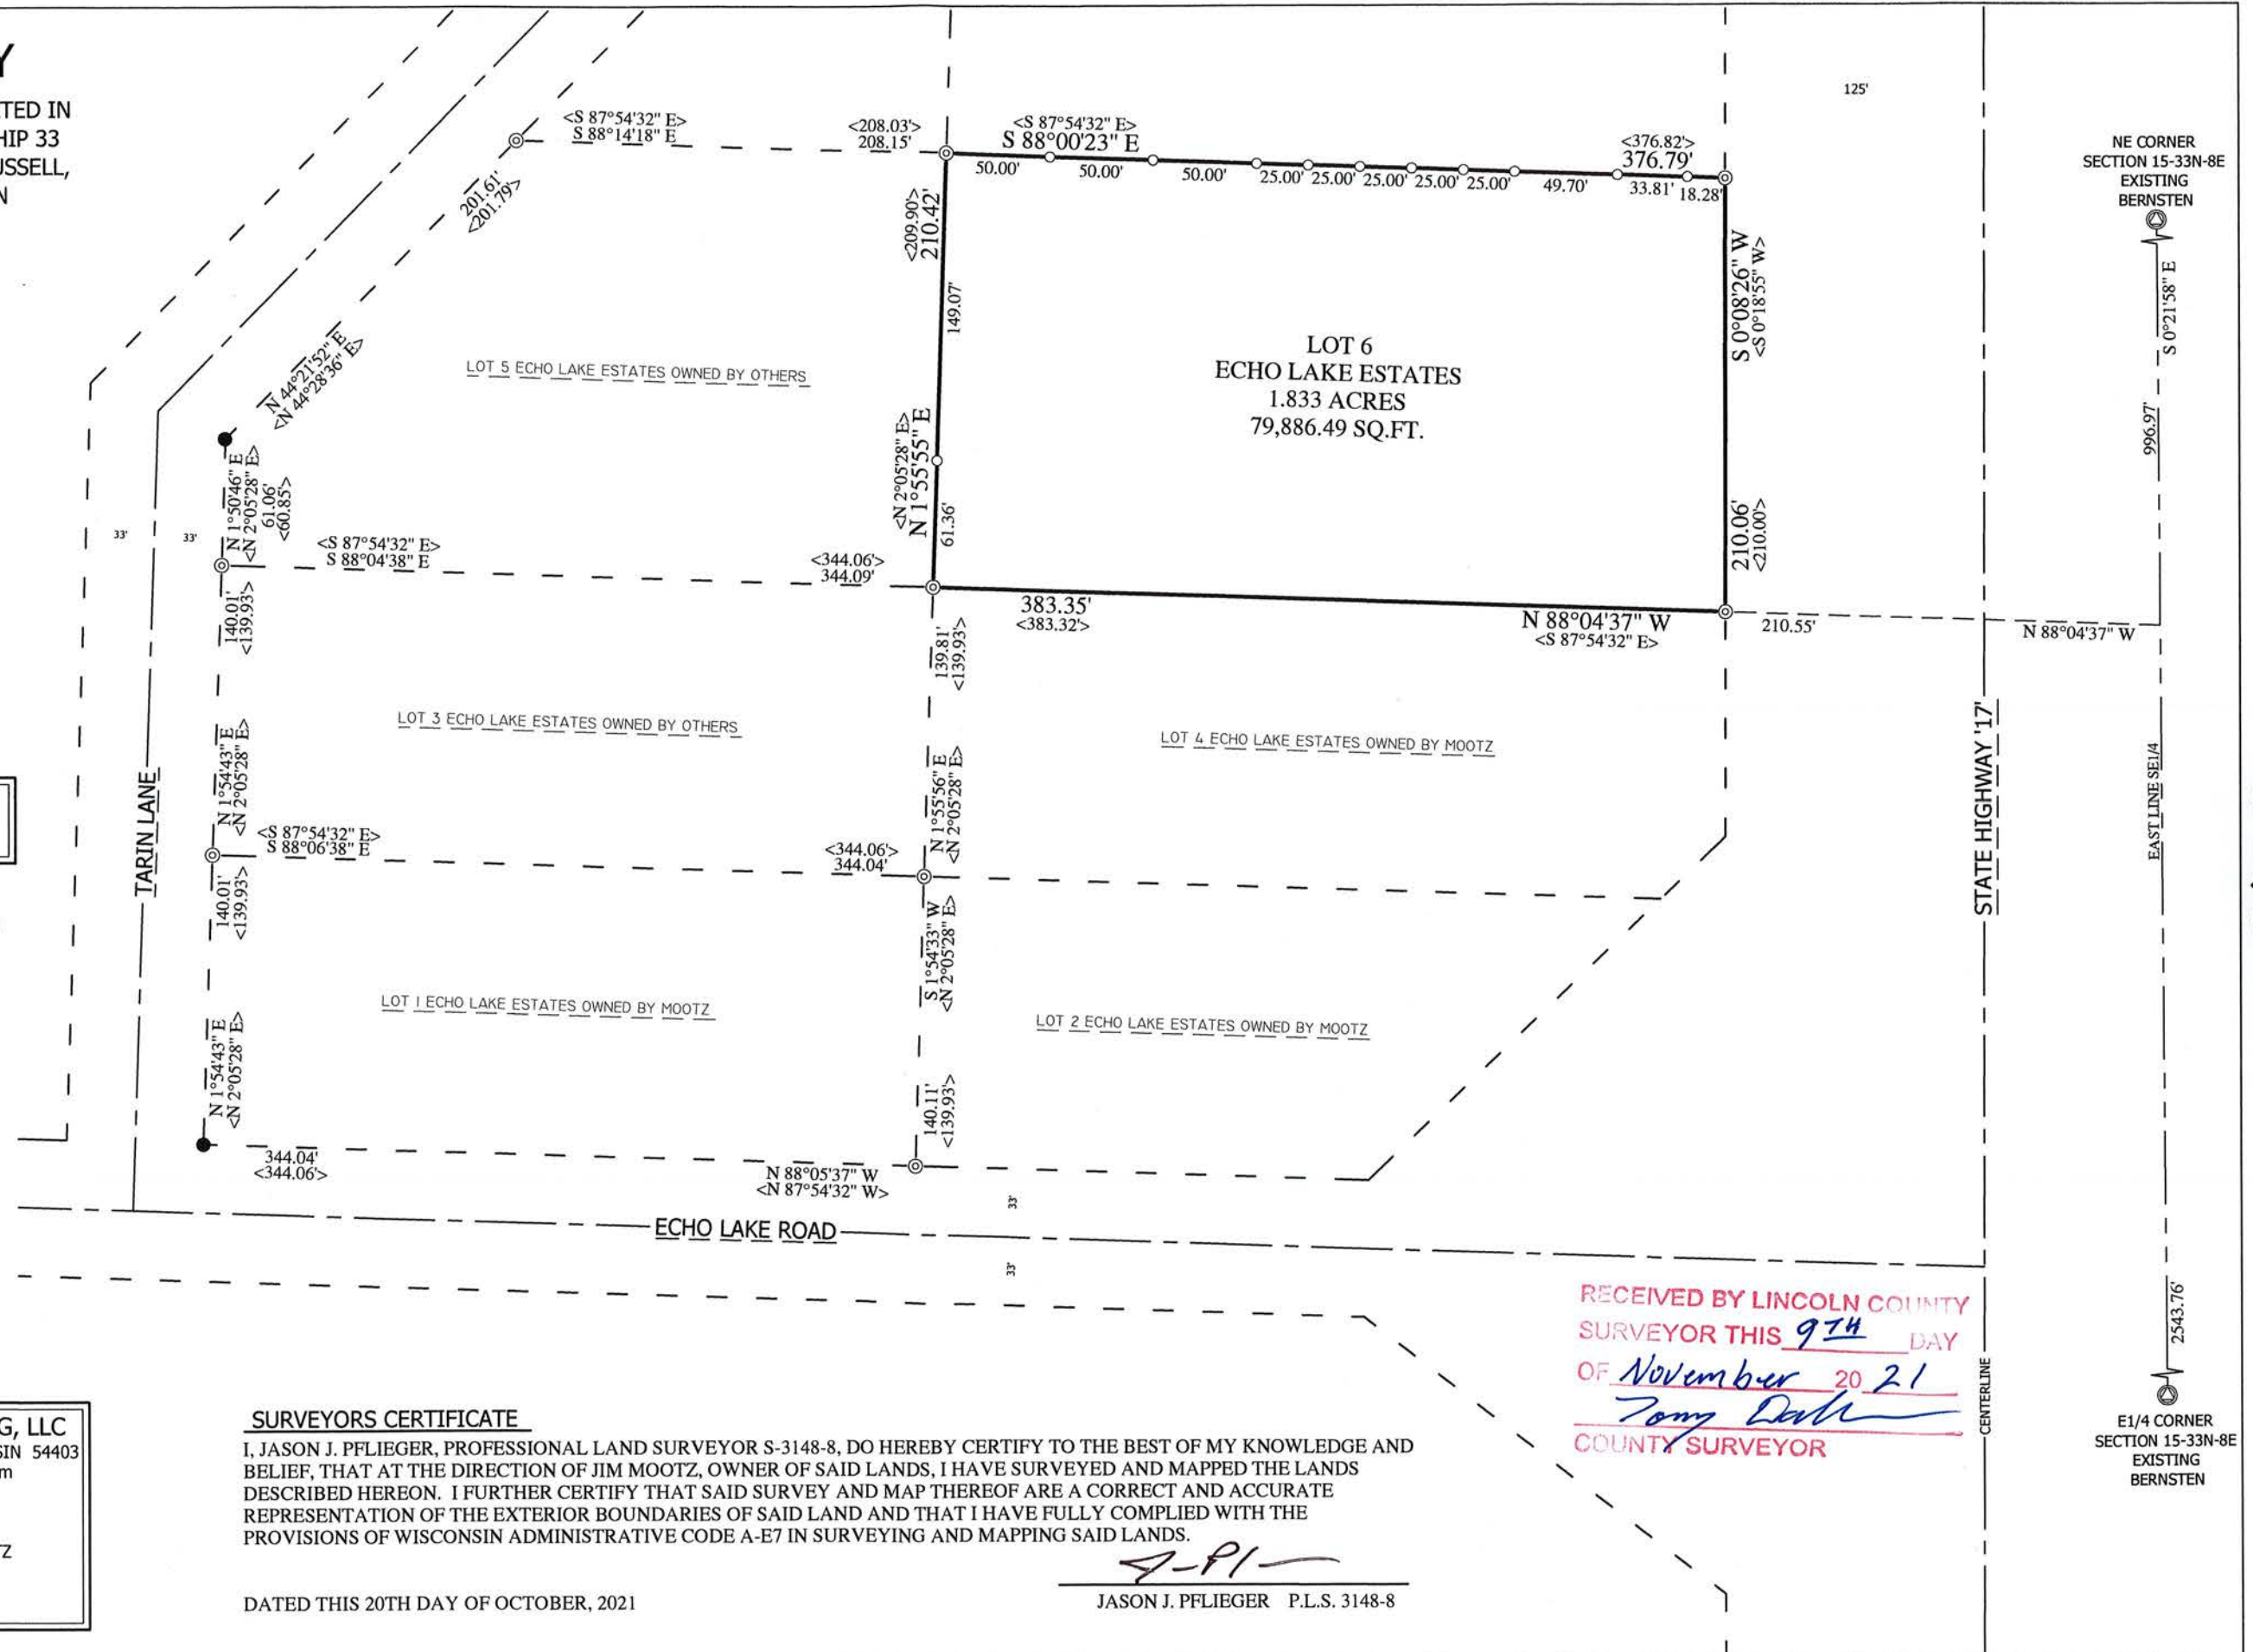 Y
TED IN
HIP 33
USSELL,
N
<S 87°54'32" E>
S 88°14'18" E
<208.03'>
208.15'
<S 87°54'32" E>
S 88°00'23" E
<376.82'>
376.79'
50.00'
50.00'
50.00'
25.00'
25.00'
25.00'
25.00'
25.00'
49.70'
33.81'
18.28'
125'
NE CORNER
SECTION 15-33N-8E
EXISTING
BERNSTEN
S 0°21'58" E
996.97'
201.61'
<201.79'>
N 44°21'52" E
<N 44°28'36" E>
<209.90'>
210.42'
149.07'
<N 2°05'28" E>
N 1°55'55" E
61.36'
LOT 5 ECHO LAKE ESTATES OWNED BY OTHERS
LOT 6
ECHO LAKE ESTATES
1.833 ACRES
79,886.49 SQ.FT.
S 0°08'26" W
<S 0°18'55" W>
210.06'
<210.00'>
N 1°50'46" E
<N 2°05'28" E>
61.06'
<60.85'>
33'
33'
<S 87°54'32" E>
S 88°04'38" E
<344.06'>
344.09'
383.35'
<383.32'>
N 88°04'37" W
<S 87°54'32" E>
210.55'
N 88°04'37" W
140.01'
<139.93'>
139.81'
<139.93'>
LOT 3 ECHO LAKE ESTATES OWNED BY OTHERS
LOT 4 ECHO LAKE ESTATES OWNED BY MOOTZ
N 1°54'43" E
<N 2°05'28" E>
N 1°55'56" E
<N 2°05'28" E>
TARIN LANE
STATE HIGHWAY '17'
EAST LINE SE1/4
<S 87°54'32" E>
S 88°06'38" E
<344.06'>
344.04'
140.01'
<139.93'>
S 1°54'33" W
<N 2°05'28" E>
LOT 1 ECHO LAKE ESTATES OWNED BY MOOTZ
LOT 2 ECHO LAKE ESTATES OWNED BY MOOTZ
N 1°54'43" E
<N 2°05'28" E>
140.11'
<139.93'>
344.04'
<344.06'>
N 88°05'37" W
<N 87°54'32" W>
33'
ECHO LAKE ROAD
33'
RECEIVED BY LINCOLN COUNTY
SURVEYOR THIS 9TH DAY
OF November 20 21
COUNTY SURVEYOR
CENTERLINE
2543.76'
E1/4 CORNER
SECTION 15-33N-8E
EXISTING
BERNSTEN
G, LLC
SIN 54403
m
TZ
SURVEYORS CERTIFICATE
I, JASON J. PFLIEGER, PROFESSIONAL LAND SURVEYOR S-3148-8, DO HEREBY CERTIFY TO THE BEST OF MY KNOWLEDGE AND
BELIEF, THAT AT THE DIRECTION OF JIM MOOTZ, OWNER OF SAID LANDS, I HAVE SURVEYED AND MAPPED THE LANDS
DESCRIBED HEREON. I FURTHER CERTIFY THAT SAID SURVEY AND MAP THEREOF ARE A CORRECT AND ACCURATE
REPRESENTATION OF THE EXTERIOR BOUNDARIES OF SAID LAND AND THAT I HAVE FULLY COMPLIED WITH THE
PROVISIONS OF WISCONSIN ADMINISTRATIVE CODE A-E7 IN SURVEYING AND MAPPING SAID LANDS.
DATED THIS 20TH DAY OF OCTOBER, 2021
JASON J. PFLIEGER P.L.S. 3148-8